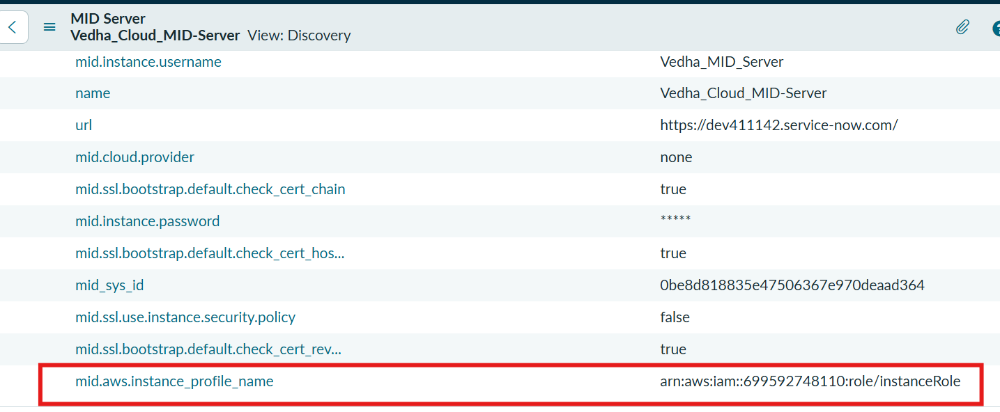 MID Server
Vedha_Cloud_MID-Server View: Discovery
mid.instance.username Vedha_MID_Server
name Vedha_Cloud_MID-Server
url https://dev411142.service-now.com/
mid.cloud.provider none
mid.ssl.bootstrap.default.check_cert_chain true
mid.instance.password *****
mid.ssl.bootstrap.default.check_cert_hos... true
mid_sys_id 0be8d818835e47506367e970deaad364
mid.ssl.use.instance.security.policy false
mid.ssl.bootstrap.default.check_cert_rev... true
mid.aws.instance_profile_name arn:aws:iam::699592748110:role/instanceRole